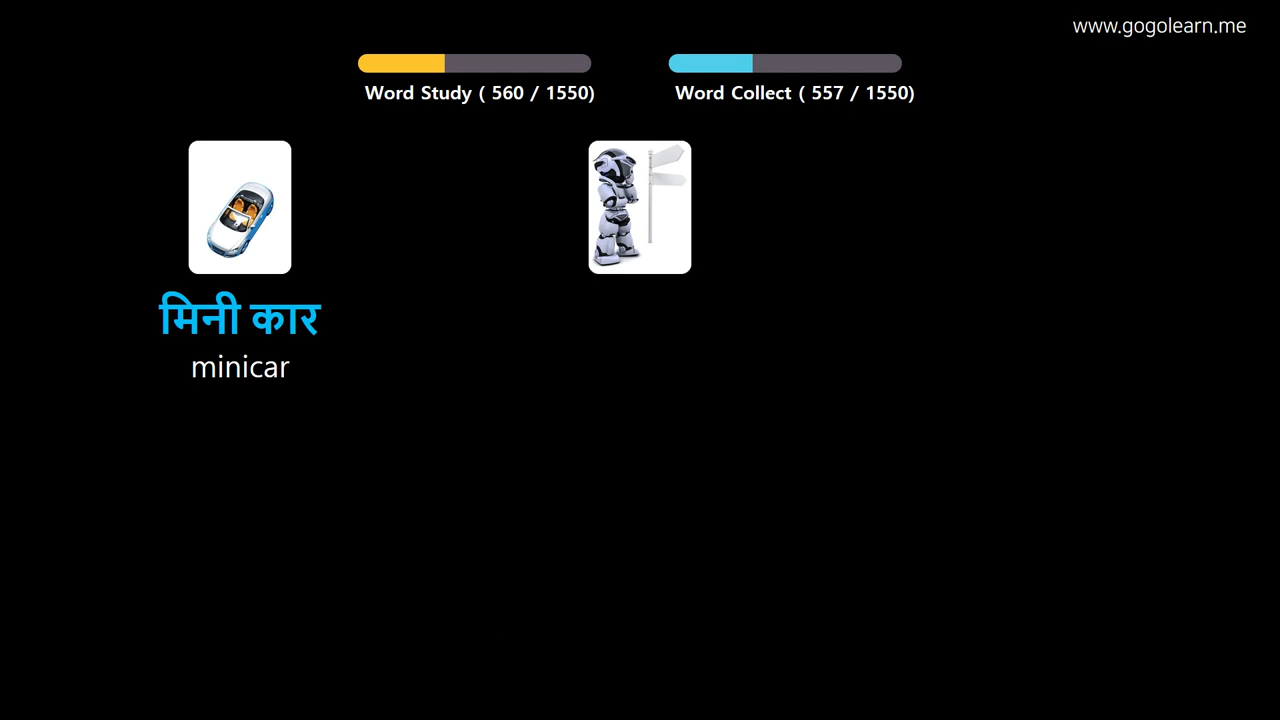 www.gogolearn.me
Word Study ( 560 / 1550)
Word Collect ( 557 / 1550)
मिनी कार
minicar